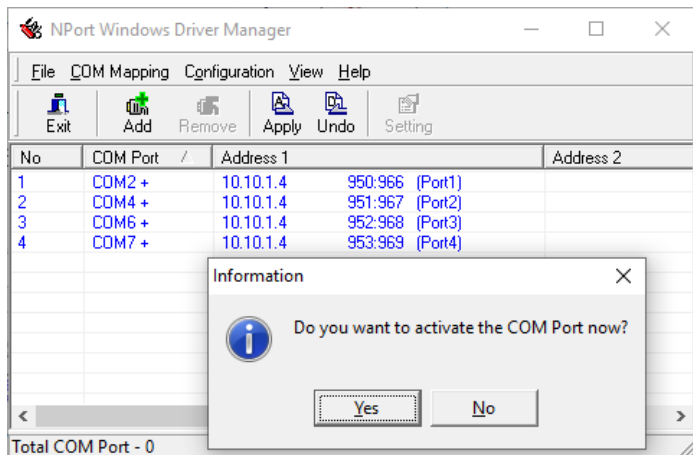 NPort Windows Driver Manager
File COM Mapping Configuration View Help
Exit Add Remove Apply Undo Setting
No COM Port Address 1 Address 2
1 COM2 + 10.10.1.4 950:966 (Port1)
2 COM4 + 10.10.1.4 951:967 (Port2)
3 COM6 + 10.10.1.4 952:968 (Port3)
4 COM7 + 10.10.1.4 953:969 (Port4)
Information
Do you want to activate the COM Port now?
Yes No
Total COM Port - 0